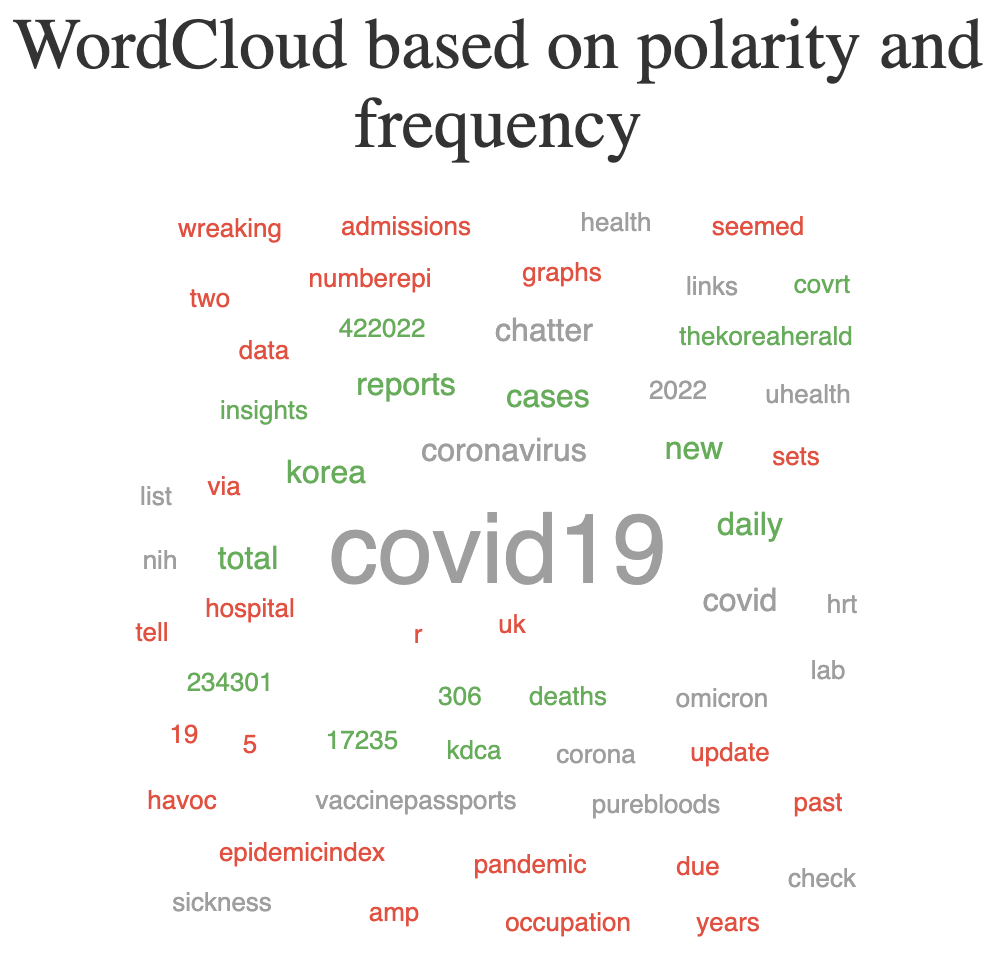 WordCloud based on polarity and
frequency
wreaking admissions health seemed
numberepi graphs links covrt
two
422022 chatter thekoreaherald
data
reports cases 2022 uhealth
insights
coronavirus new sets
korea
list via
covid19 daily
nih total
hospital covid hrt
tell r uk
234301 306 deaths omicron lab
19 5 17235 kdca corona update
havoc vaccinepassports purebloods past
epidemicindex pandemic due check
sickness amp occupation years